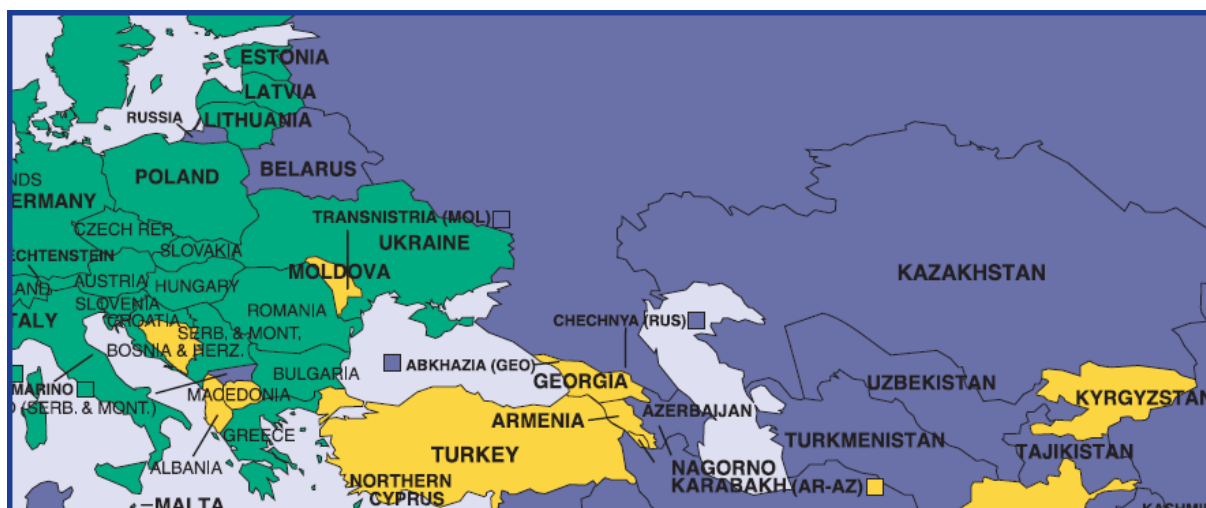 ESTONIA
LATVIA
RUSSIA
LITHUANIA
BELARUS
POLAND
NDS
ERMANY
TRANSNISTRIA (MOL)
UKRAINE
CZECH REP.
SLOVAKIA
ECHTENSTEIN
MOLDOVA
KAZAKHSTAN
AUSTRIA
HUNGARY
LAND
SLOVENIA
ROMANIA
TALY
CROATIA
SERB. & MONT.
CHECHNYA (RUS)
BOSNIA & HERZ.
ABKHAZIA (GEO)
BULGARIA
GEORGIA
UZBEKISTAN
MARINO
MACEDONIA
KYRGYZSTAN
O (SERB. & MONT.)
ARMENIA
AZERBAIJAN
GREECE
TURKMENISTAN
TURKEY
TAJIKISTAN
ALBANIA
NAGORNO
KARABAKH (AR-AZ)
NORTHERN
CYPRUS
MALTA
KASHMI